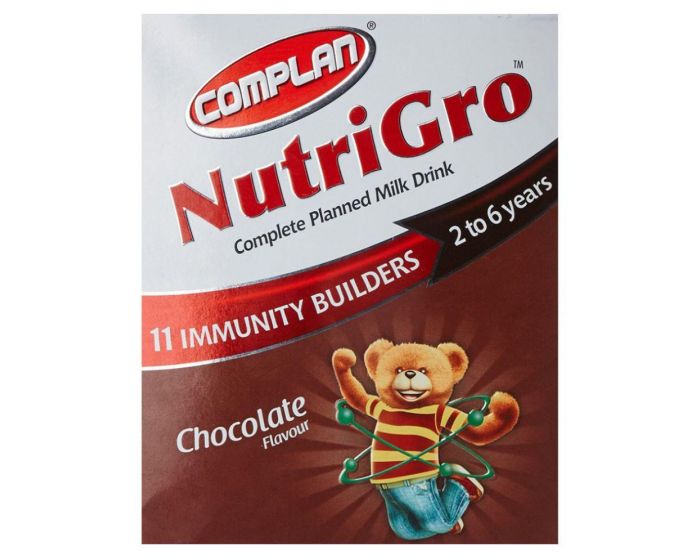 COMPLAN®
NutriGro™
Complete Planned Milk Drink
2 to 6 years
11 IMMUNITY BUILDERS
Chocolate
Flavour